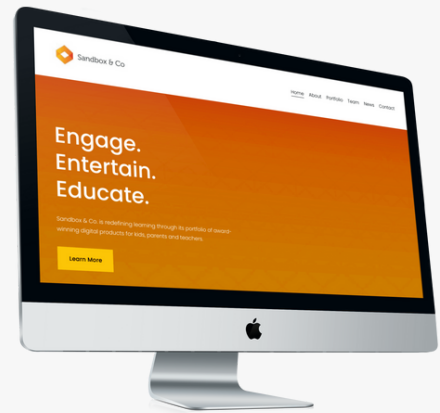 Sandbox & Co
Home About Portfolio Team News Contact
Engage.
Entertain.
Educate.
Sandbox & Co. is redefining learning through its portfolio of award-
winning digital products for kids, parents and teachers.
Learn More